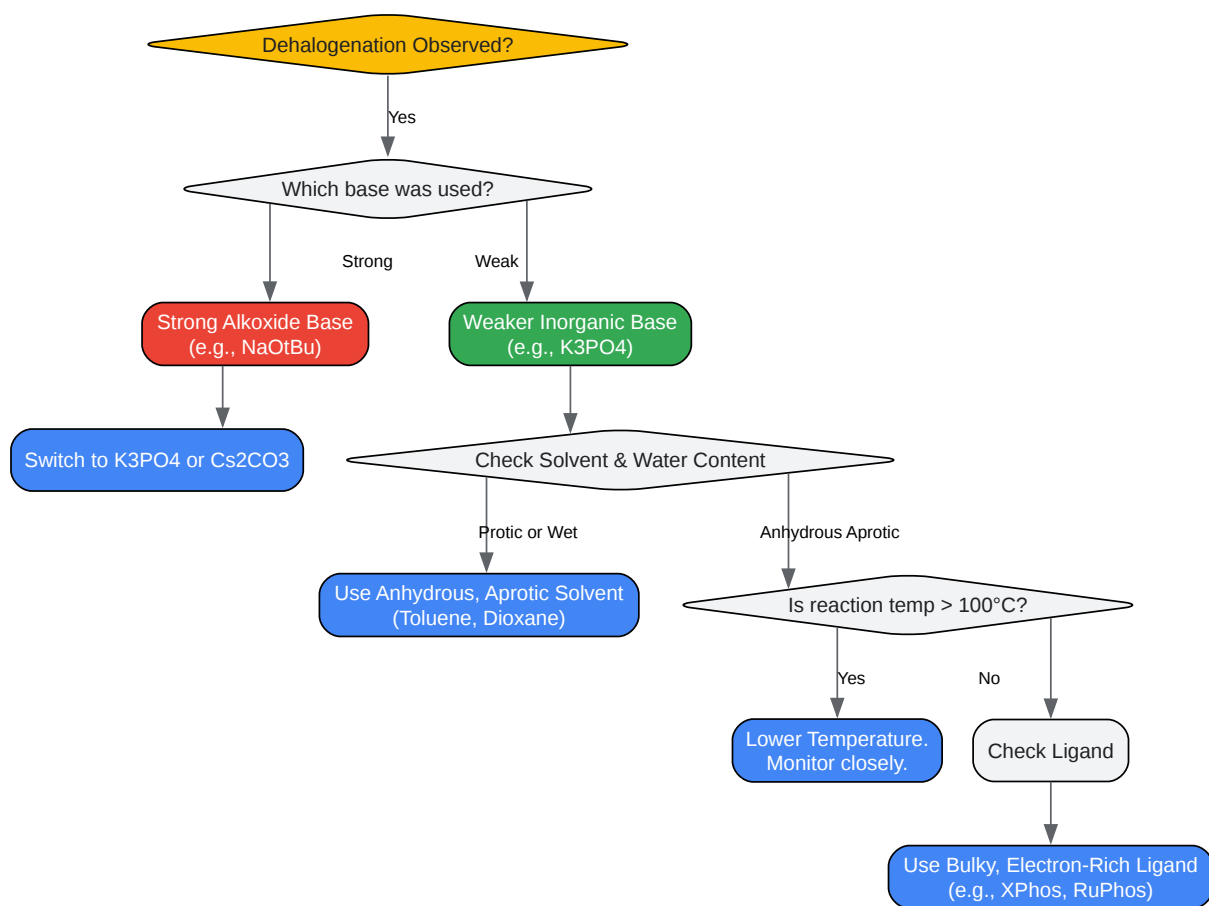 Dehalogenation Observed?
Yes
Which base was used?
Strong
Weak
Strong Alkoxide Base
(e.g., NaOtBu)
Weaker Inorganic Base
(e.g., K3PO4)
Switch to K3PO4 or Cs2CO3
Check Solvent & Water Content
Protic or Wet
Anhydrous Aprotic
Use Anhydrous, Aprotic Solvent
(Toluene, Dioxane)
Is reaction temp > 100°C?
Yes
No
Lower Temperature.
Monitor closely.
Check Ligand
Use Bulky, Electron-Rich Ligand
(e.g., XPhos, RuPhos)